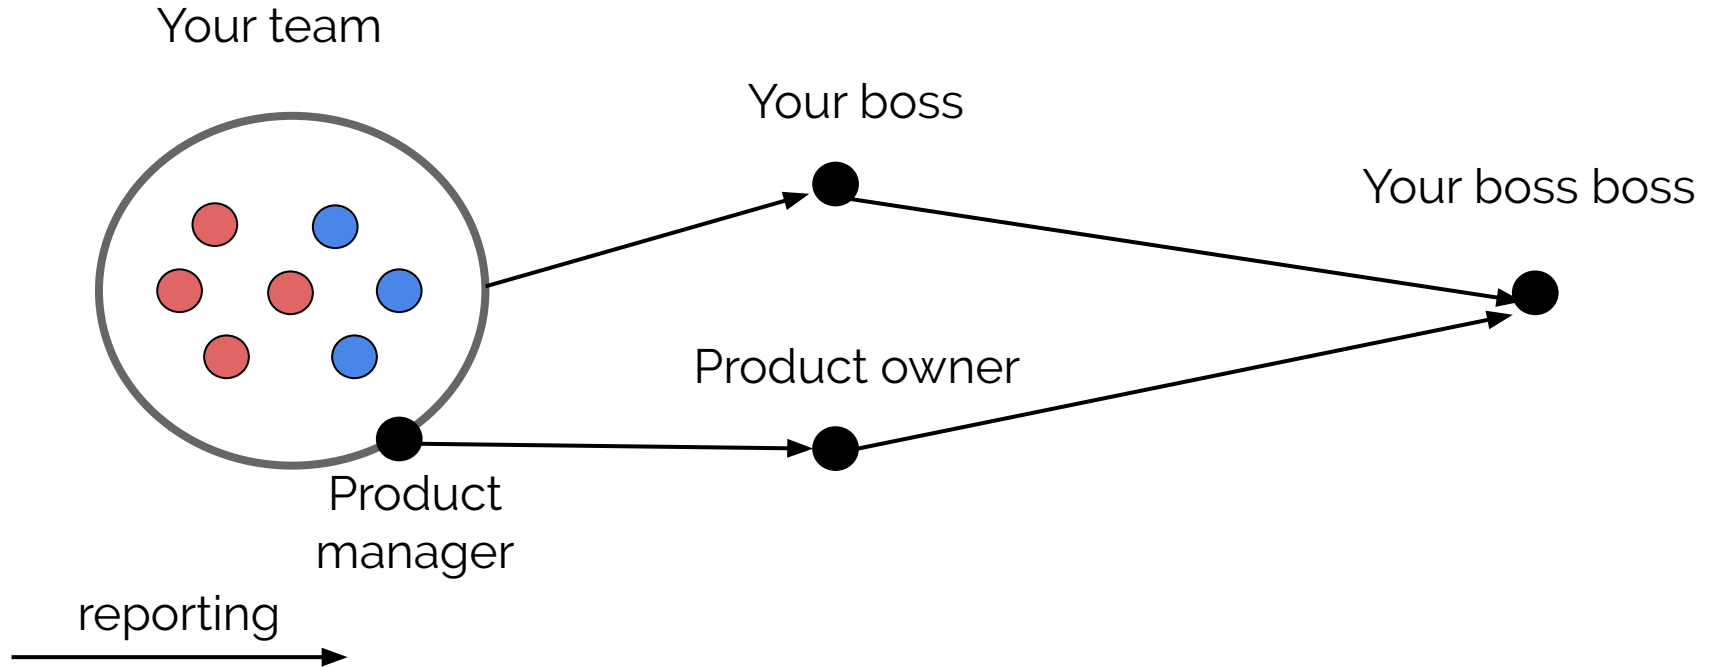 Your team
Your boss
Your boss boss
Product owner
Product
manager
reporting